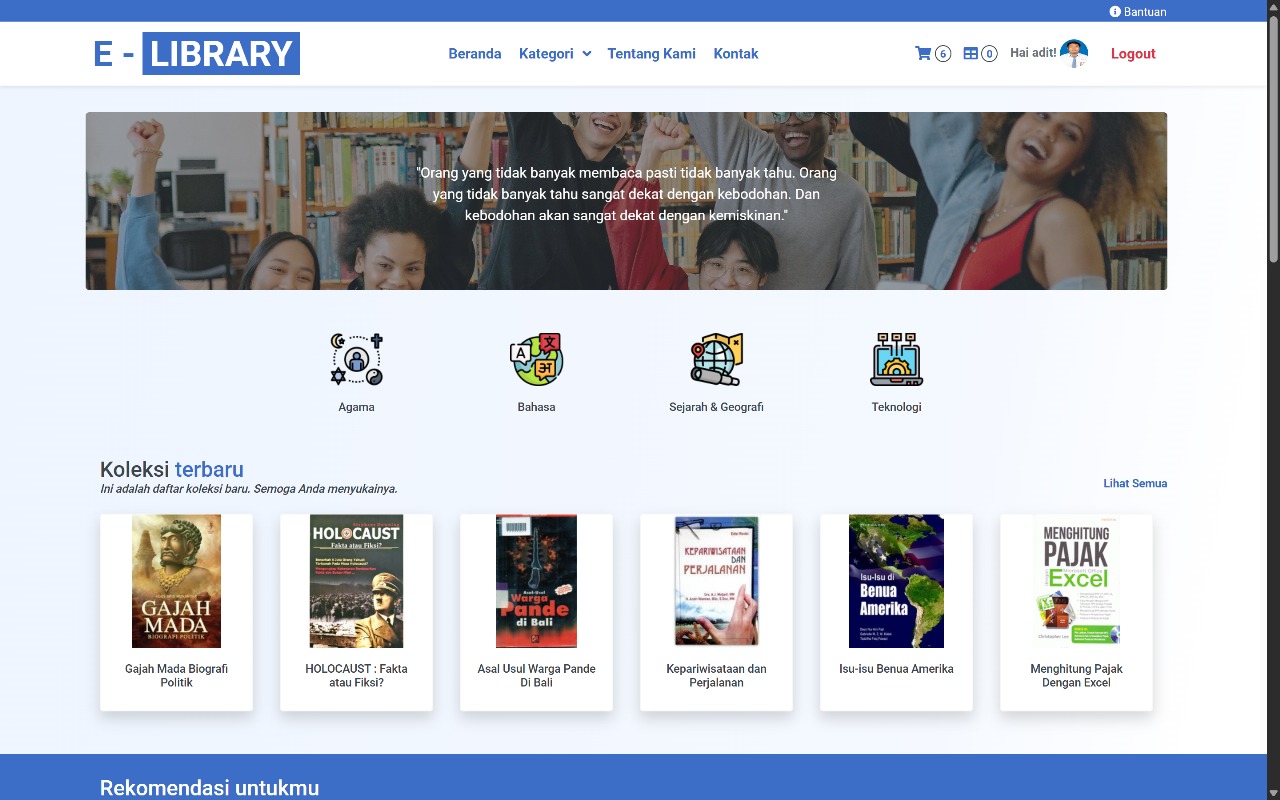 Bantuan
E - LIBRARY
Beranda Kategori Tentang Kami Kontak
6 0 Hai adit! Logout
"Orang yang tidak banyak membaca pasti tidak banyak tahu. Orang
yang tidak banyak tahu sangat dekat dengan kebodohan. Dan
kebodohan akan sangat dekat dengan kemiskinan."
Agama Bahasa Sejarah & Geografi Teknologi
Koleksi terbaru
Ini adalah daftar koleksi baru. Semoga Anda menyukainya.
Lihat Semua
GAJAH
MADA
BIOGRAFI POLITIK
HOLOCAUST
Fakta atau Fiksi?
Asal-Usul
Warga
Pande
di Bali
KEPARIWISATAAN
DAN
PERJALANAN
Isu-Isu di
Benua
Amerika
MENGHITUNG
PAJAK
Microsoft Office
Excel
Christopher Lee
Gajah Mada Biografi
Politik
HOLOCAUST : Fakta
atau Fiksi?
Asal Usul Warga Pande
Di Bali
Kepariwisataan dan
Perjalanan
Isu-isu Benua Amerika
Menghitung Pajak
Dengan Excel
Rekomendasi untukmu